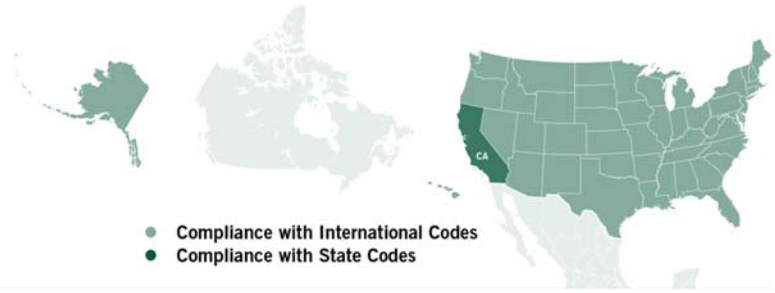 CA
Compliance with International Codes
Compliance with State Codes